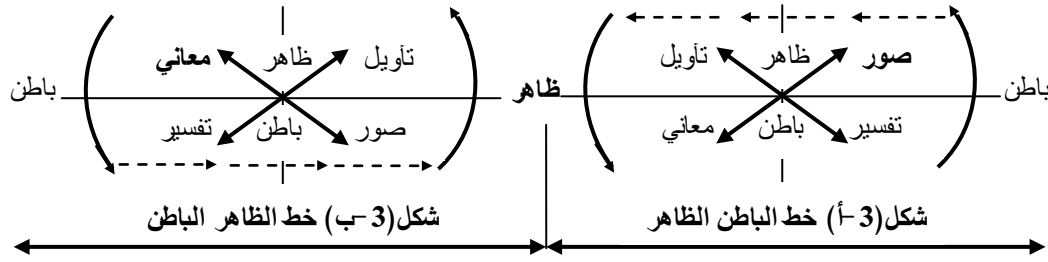 صور ظاهر تأويل
باطن
تفسير باطن معاني
ظاهر
تأويل ظاهر معاني
باطن
صور باطن تفسير
شكل(3-أ) خط الباطن الظاهر
شكل(3-ب) خط الظاهر الباطن